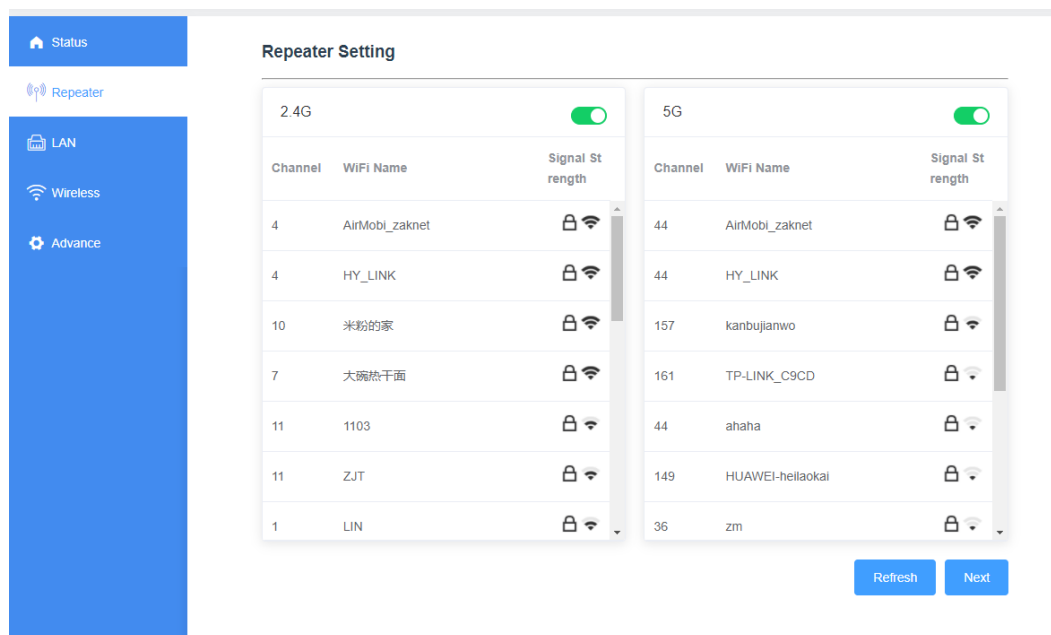 Status
Repeater
LAN
Wireless
Advance
Repeater Setting
2.4G
Channel WiFi Name Signal St
rength
4 AirMobi_zaknet
4 HY_LINK
10 米粉的家
7 大碗热干面
11 1103
11 ZJT
1 LIN
5G
Channel WiFi Name Signal St
rength
44 AirMobi_zaknet
44 HY_LINK
157 kanbujianwo
161 TP-LINK_C9CD
44 ahaha
149 HUAWEI-heilaokai
36 zm
Refresh Next